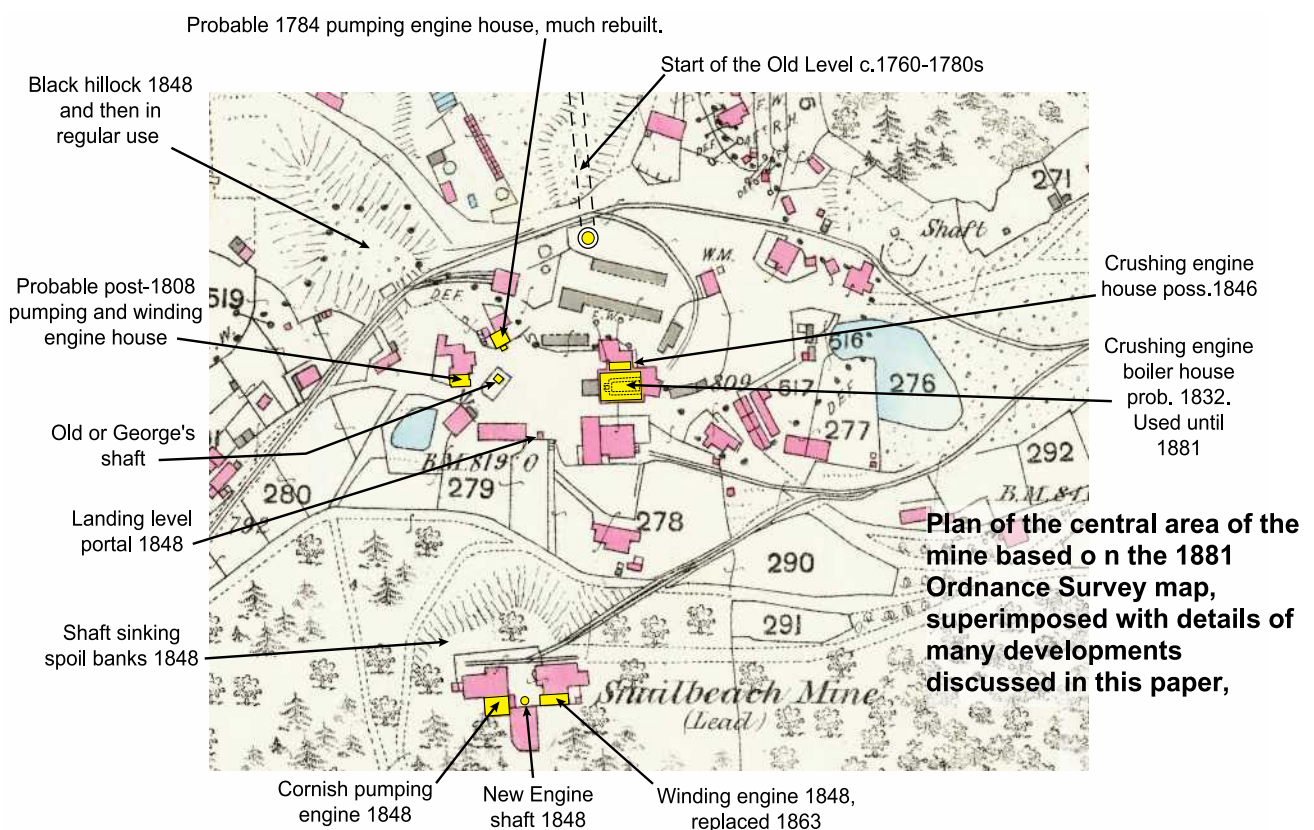 Probable 1784 pumping engine house, much rebuilt.
Start of the Old Level c.1760-1780s
Black hillock 1848
and then in
regular use
Probable post-1808
pumping and winding
engine house
Old or George's
shaft
Landing level
portal 1848
Shaft sinking
spoil banks 1848
Cornish pumping
engine 1848
New Engine
shaft 1848
Winding engine 1848,
replaced 1863
Crushing engine
house poss.1846
Crushing engine
boiler house
prob. 1832.
Used until
1881
Plan of the central area of the
mine based o n the 1881
Ordnance Survey map,
superimposed with details of
many developments
discussed in this paper,
271
Shaft
W.M.
519
D.E.F.
516
276
809
517
D.E.F.
277
292
B.M.819·0
280
279
278
792
290
291
Snailbeach Mine
(Lead)